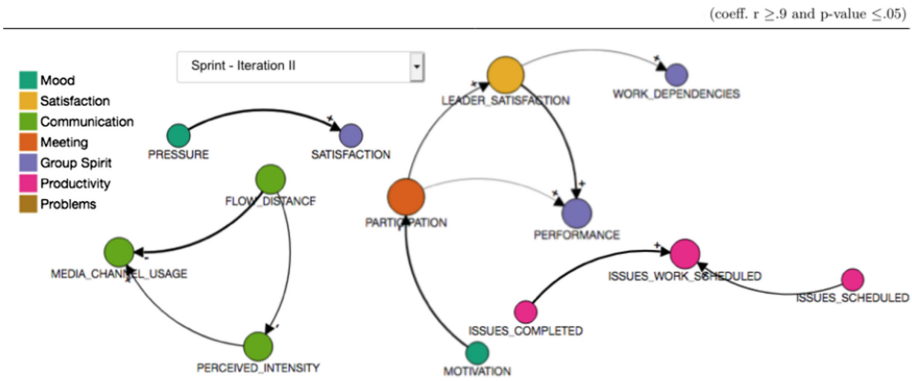 (coeff. r ≥.9 and p-value ≤.05)
Sprint - Iteration II
Mood
Satisfaction
Communication
Meeting
Group Spirit
Productivity
Problems
LEADER_SATISFACTION
WORK_DEPENDENCIES
PRESSURE
SATISFACTION
FLOW_DISTANCE
PARTICIPATION
PERFORMANCE
MEDIA_CHANNEL_USAGE
ISSUES_WORK_SCHEDULED
ISSUES_SCHEDULED
ISSUES_COMPLETED
PERCEIVED_INTENSITY
MOTIVATION